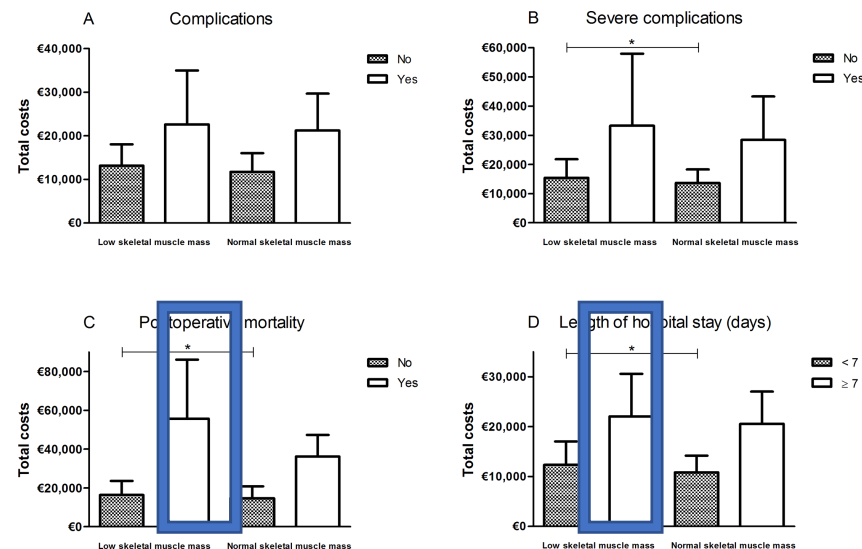 A Complications
€40,000
€30,000
€20,000
€10,000
€0
Total costs
No
Yes
Low skeletal muscle mass Normal skeletal muscle mass
B Severe complications
*
€60,000
€50,000
€40,000
€30,000
€20,000
€10,000
€0
Total costs
No
Yes
Low skeletal muscle mass Normal skeletal muscle mass
C mortality
*
€80,000
€60,000
€40,000
€20,000
€0
Total costs
No
Yes
Low skeletal muscle mass Normal skeletal muscle mass
D of stay (days)
*
€30,000
€20,000
€10,000
€0
Total costs
< 7
≥ 7
Low skeletal muscle mass Normal skeletal muscle mass